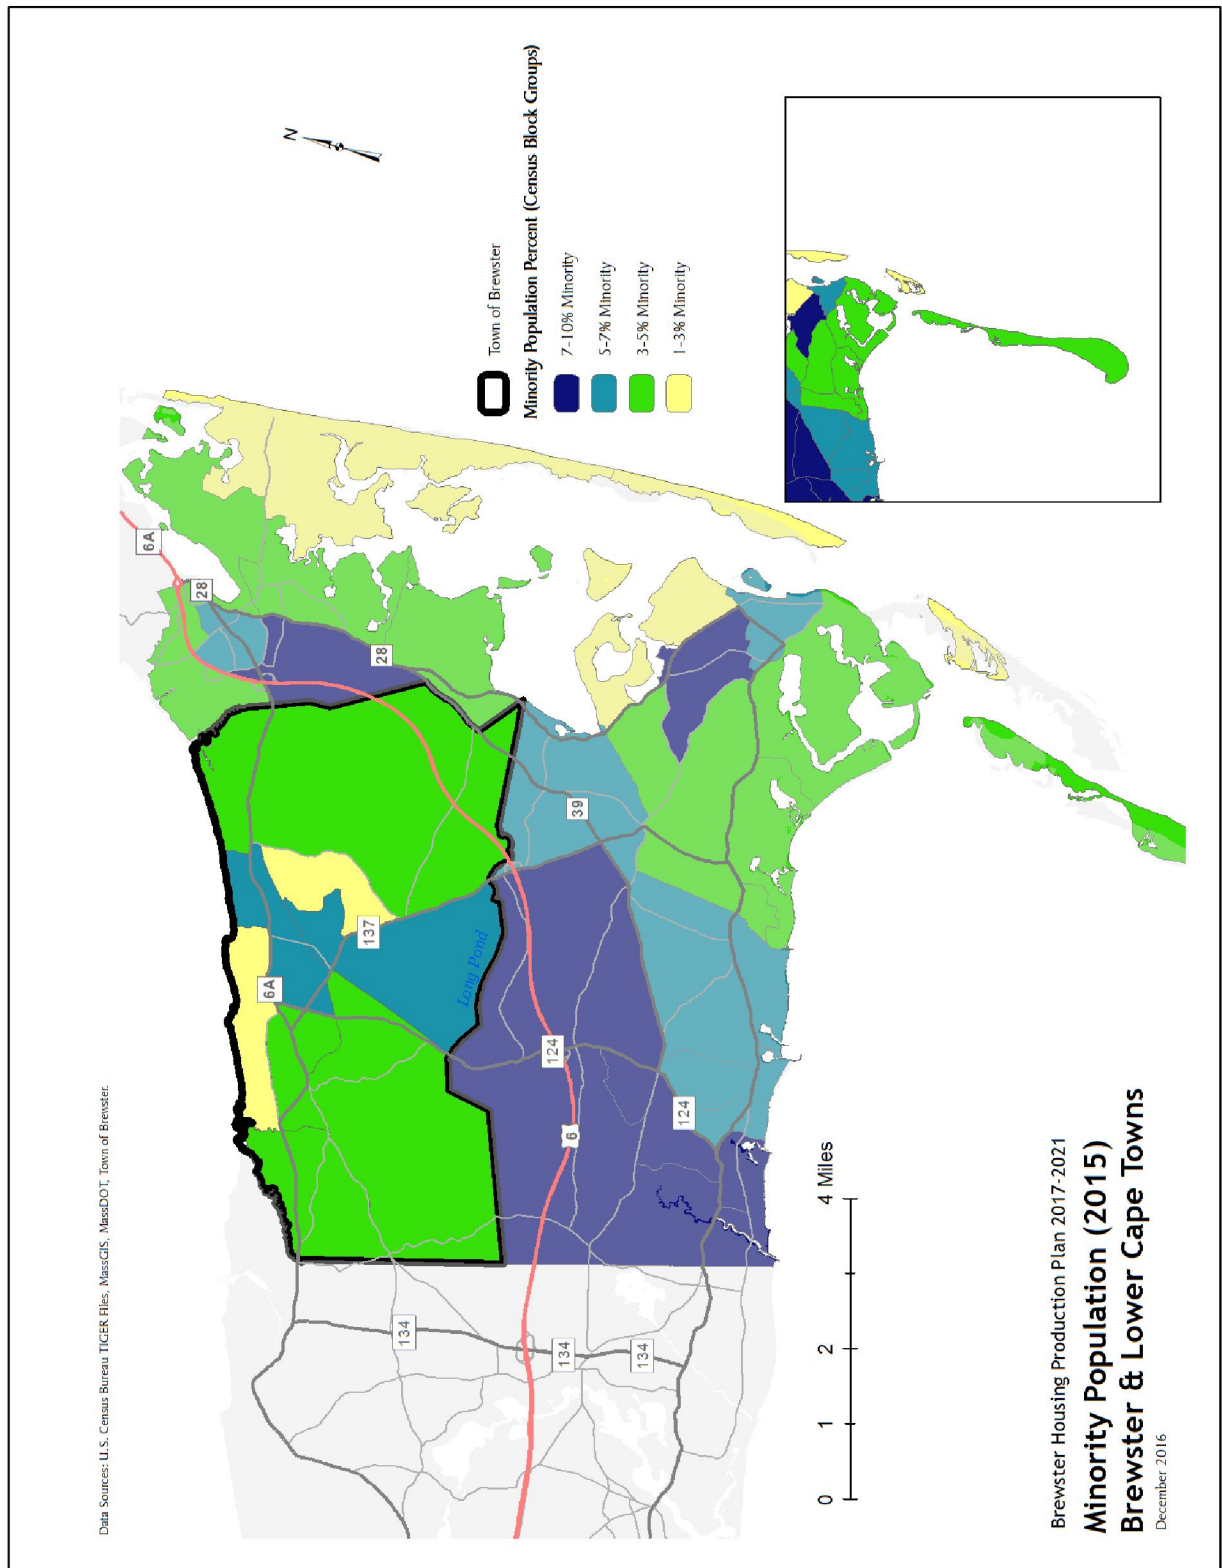 Data Sources: U.S. Census Bureau TIGER Files, MassGIS, MassDOT, Town of Brewster.
N
Town of Brewster
Minority Population Percent (Census Block Groups)
7-10% Minority
5-7% Minority
3-5% Minority
1-3% Minority
6A
28
28
6A
137
39
Long Pond
124
124
6
134
134
134
0 1 2 4 Miles
Brewster Housing Production Plan 2017-2021
Minority Population (2015)
Brewster & Lower Cape Towns
December 2016